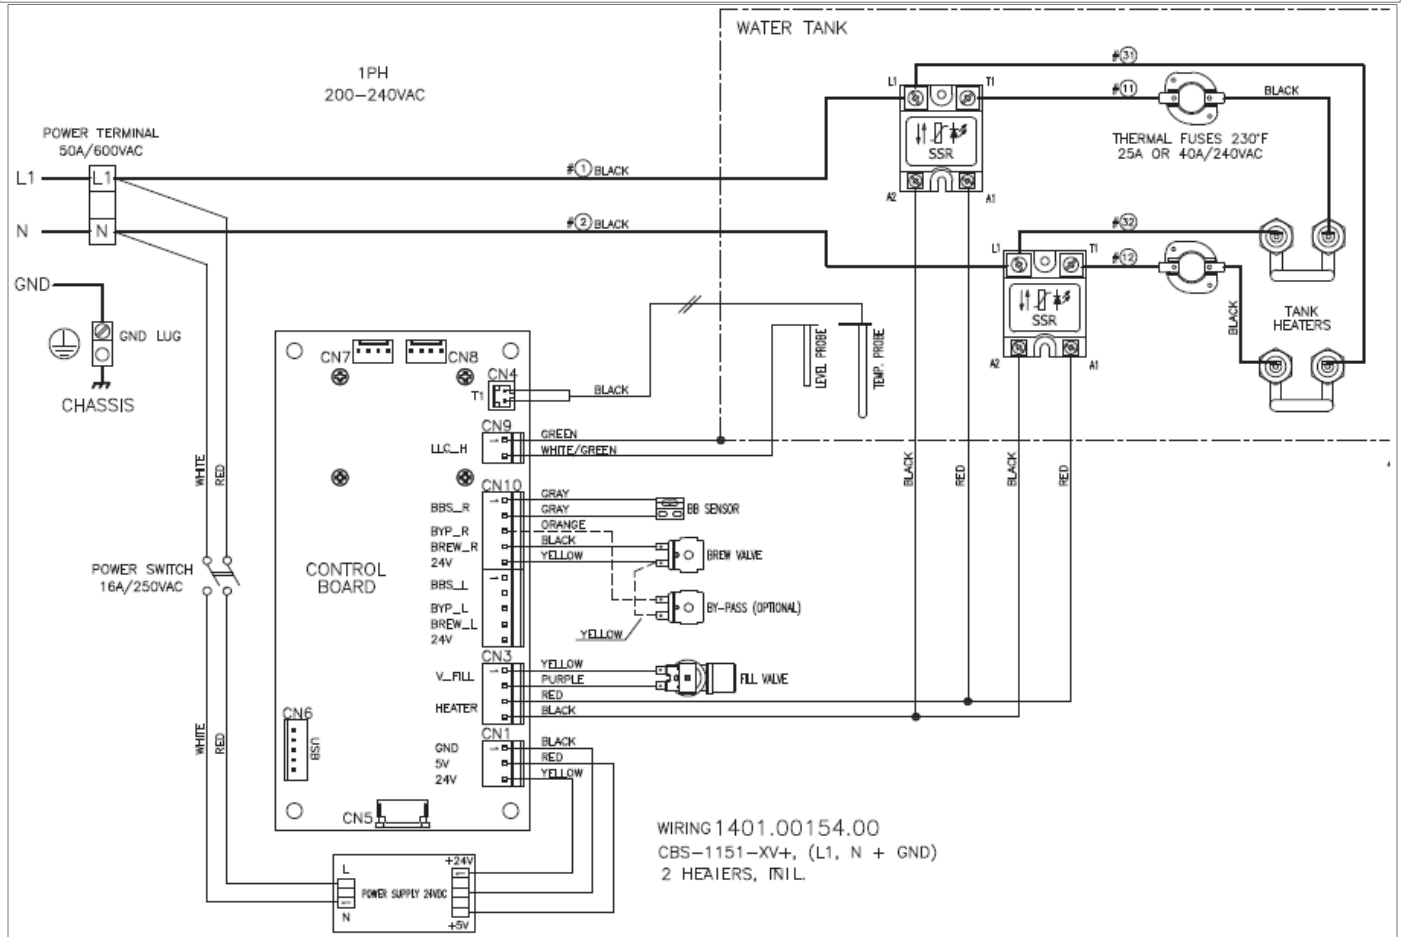 WATER TANK
1PH
200-240VAC
POWER TERMINAL
50A/600VAC
L1
L1
N
N
GND
GND LUG
CHASSIS
#1 BLACK
#2 BLACK
#31
L1
T1
#11
BLACK
SSR
THERMAL FUSES 230°F
25A OR 40A/240VAC
A2
A1
#32
L1
T1
#12
SSR
BLACK
TANK
HEATERS
A2
A1
LEVEL PROBE
TEMP. PROBE
CN7
CN8
CN4
T1
BLACK
CN9
LLC_H
GREEN
WHITE/GREEN
WHITE
RED
BLACK
RED
BLACK
RED
CN10
BBS_R
BYP_R
BREW_R
24V
BBS_L
BYP_L
BREW_L
24V
GRAY
GRAY
ORANGE
BLACK
YELLOW
BB SENSOR
BREW VALVE
BY-PASS (OPTIONAL)
YELLOW
POWER SWITCH
16A/250VAC
CONTROL
BOARD
CN3
V_FILL
HEATER
YELLOW
PURPLE
RED
BLACK
FILL VALVE
WHITE
RED
CN6
USB
CN1
GND
5V
24V
BLACK
RED
YELLOW
CN5
L
N
POWER SUPPLY 24VDC
+24V
+5V
WIRING 1401.00154.00
CBS-1151-XV+, (L1, N + GND)
2 HEAIERS,